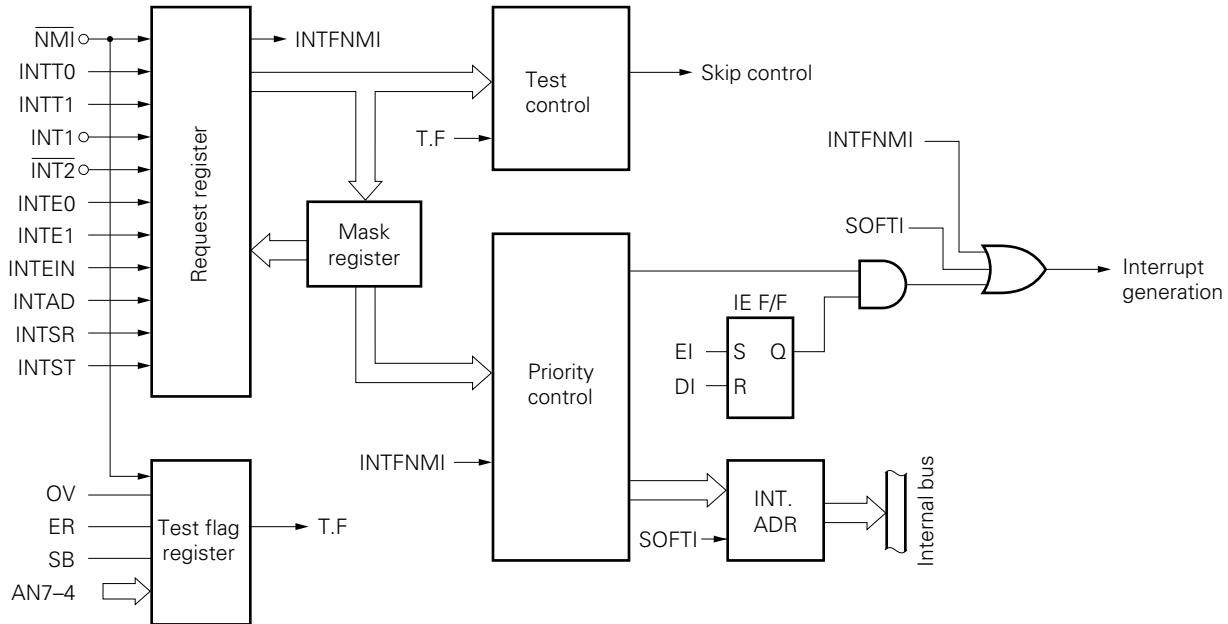 NMI
INTT0
INTT1
INT1
INT2
INTE0
INTE1
INTEIN
INTAD
INTSR
INTST
Request register
INTFNMI
Test
control
Skip control
T.F
Mask
register
INTFNMI
SOFTI
Interrupt
generation
IE F/F
EI
S
Q
DI
R
Priority
control
INTFNMI
INT.
ADR
SOFTI
Internal bus
OV
ER
SB
AN7–4
Test flag
register
T.F